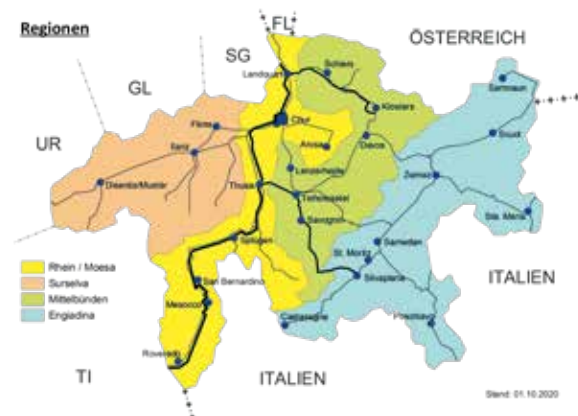 Regionen
FL
ÖSTERREICH
SG
GL
UR
Landquart
Schiers
Samnaun
Klosters
Chur
Flims
Arosa
Scuol
Ilanz
Davos
Lenzerheide
Zernez
Disentis/Mustér
Thusis
Tiefencastel
Savognin
Sta. Maria
Splügen
Samedan
St. Moritz
Silvaplana
ITALIEN
Rhein / Moesa
Surselva
Mittelbünden
Engiadina
San Bernardino
Mesocco
Castasegna
Poschiavo
Roveredo
TI
ITALIEN
Stand: 01.10.2020